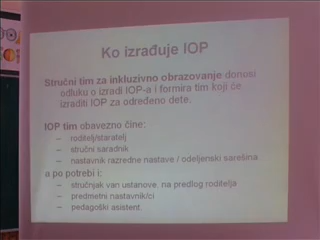 Ko izrađuje IOP
Stručni tim za inkluzivno obrazovanje donosi
odluku o izradi IOP-a i formira tim koji će
izraditi IOP za određeno dete.
IOP tim obavezno čine:
– roditelj/staratelj
– stručni saradnik
– nastavnik razredne nastave / odeljenski sarešina
a po potrebi i:
– stručnjak van ustanove, na predlog roditelja
– predmetni nastavnik/ci
– pedagoški asistent.